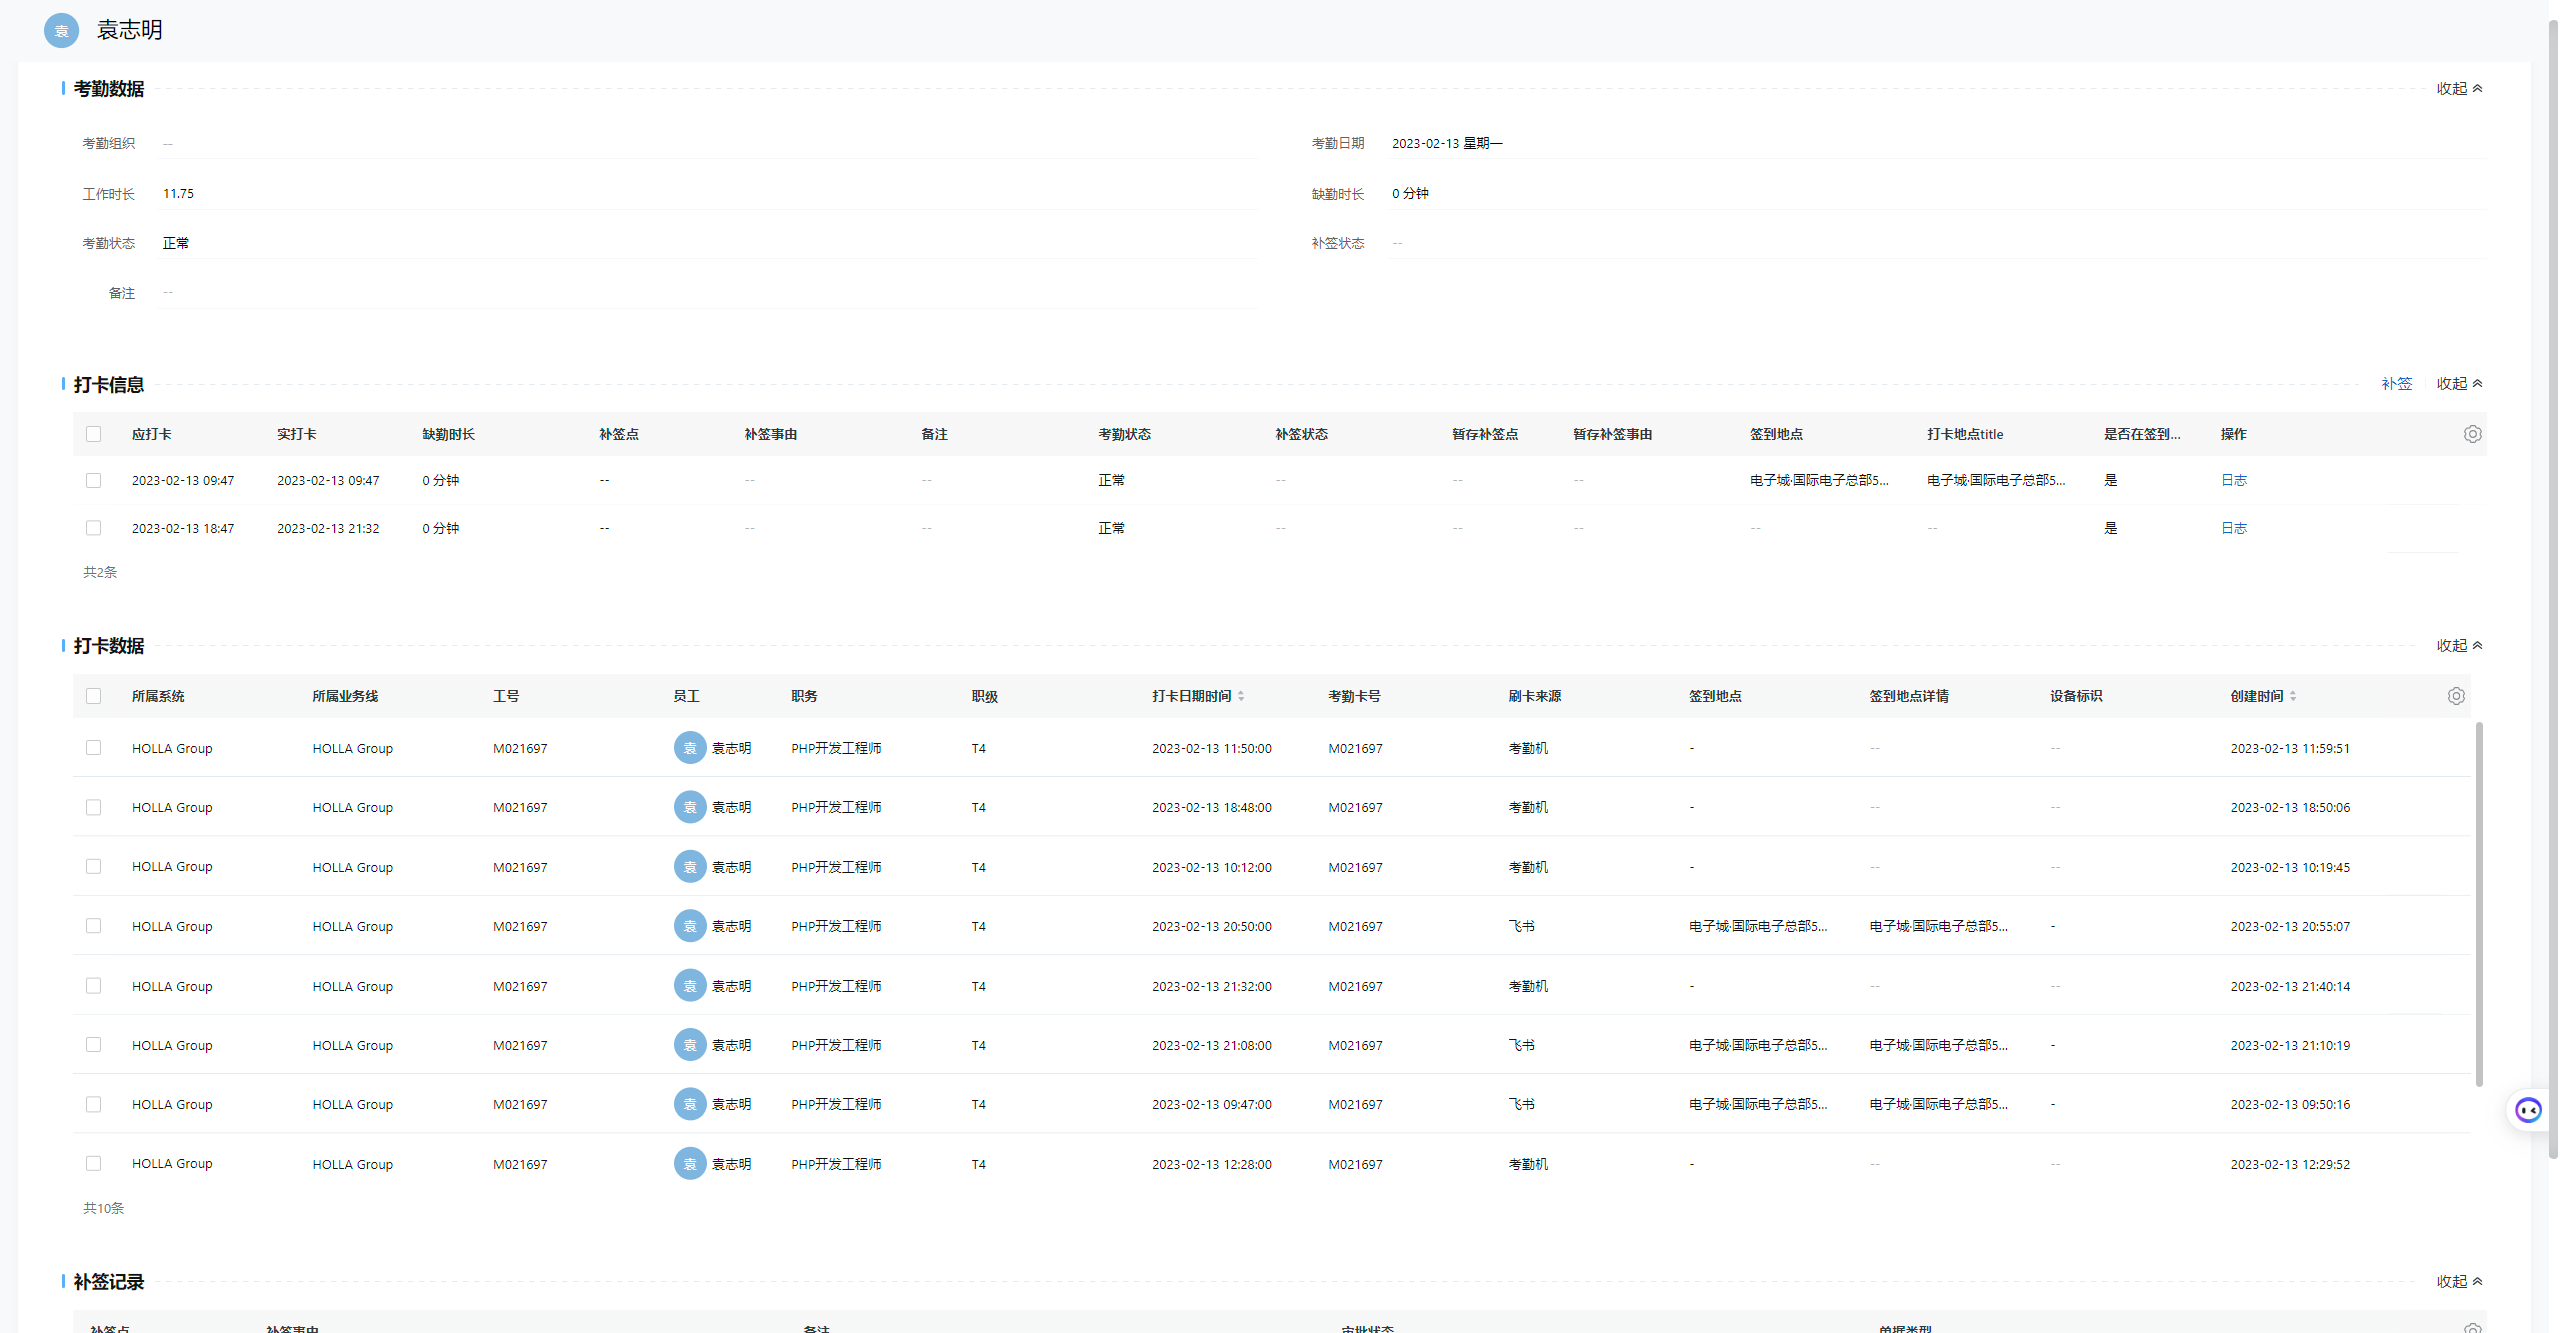 袁 袁志明
考勤数据 收起
考勤组织 -- 考勤日期 2023-02-13 星期一
工作时长 11.75 缺勤时长 0 分钟
考勤状态 正常 补签状态 --
备注 --
打卡信息 补签 收起
应打卡 实打卡 缺勤时长 补签点 补签事由 备注 考勤状态 补签状态 暂存补签点 暂存补签事由 签到地点 打卡地点title 是否在签到... 操作
2023-02-13 09:47 2023-02-13 09:47 0 分钟 -- -- -- 正常 -- -- -- 电子城·国际电子总部5... 电子城·国际电子总部5... 是 日志
2023-02-13 18:47 2023-02-13 21:32 0 分钟 -- -- -- 正常 -- -- -- -- -- 是 日志
共2条
打卡数据 收起
所属系统 所属业务线 工号 员工 职务 职级 打卡日期时间 考勤卡号 刷卡来源 签到地点 签到地点详情 设备标识 创建时间
HOLLA Group HOLLA Group M021697 袁 袁志明 PHP开发工程师 T4 2023-02-13 11:50:00 M021697 考勤机 - -- -- 2023-02-13 11:59:51
HOLLA Group HOLLA Group M021697 袁 袁志明 PHP开发工程师 T4 2023-02-13 18:48:00 M021697 考勤机 - -- -- 2023-02-13 18:50:06
HOLLA Group HOLLA Group M021697 袁 袁志明 PHP开发工程师 T4 2023-02-13 10:12:00 M021697 考勤机 - -- -- 2023-02-13 10:19:45
HOLLA Group HOLLA Group M021697 袁 袁志明 PHP开发工程师 T4 2023-02-13 20:50:00 M021697 飞书 电子城·国际电子总部5... 电子城·国际电子总部5... - 2023-02-13 20:55:07
HOLLA Group HOLLA Group M021697 袁 袁志明 PHP开发工程师 T4 2023-02-13 21:32:00 M021697 考勤机 - -- -- 2023-02-13 21:40:14
HOLLA Group HOLLA Group M021697 袁 袁志明 PHP开发工程师 T4 2023-02-13 21:08:00 M021697 飞书 电子城·国际电子总部5... 电子城·国际电子总部5... - 2023-02-13 21:10:19
HOLLA Group HOLLA Group M021697 袁 袁志明 PHP开发工程师 T4 2023-02-13 09:47:00 M021697 飞书 电子城·国际电子总部5... 电子城·国际电子总部5... - 2023-02-13 09:50:16
HOLLA Group HOLLA Group M021697 袁 袁志明 PHP开发工程师 T4 2023-02-13 12:28:00 M021697 考勤机 - -- -- 2023-02-13 12:29:52
共10条
补签记录 收起
补签点 补签事由 备注 审批状态 单据类型